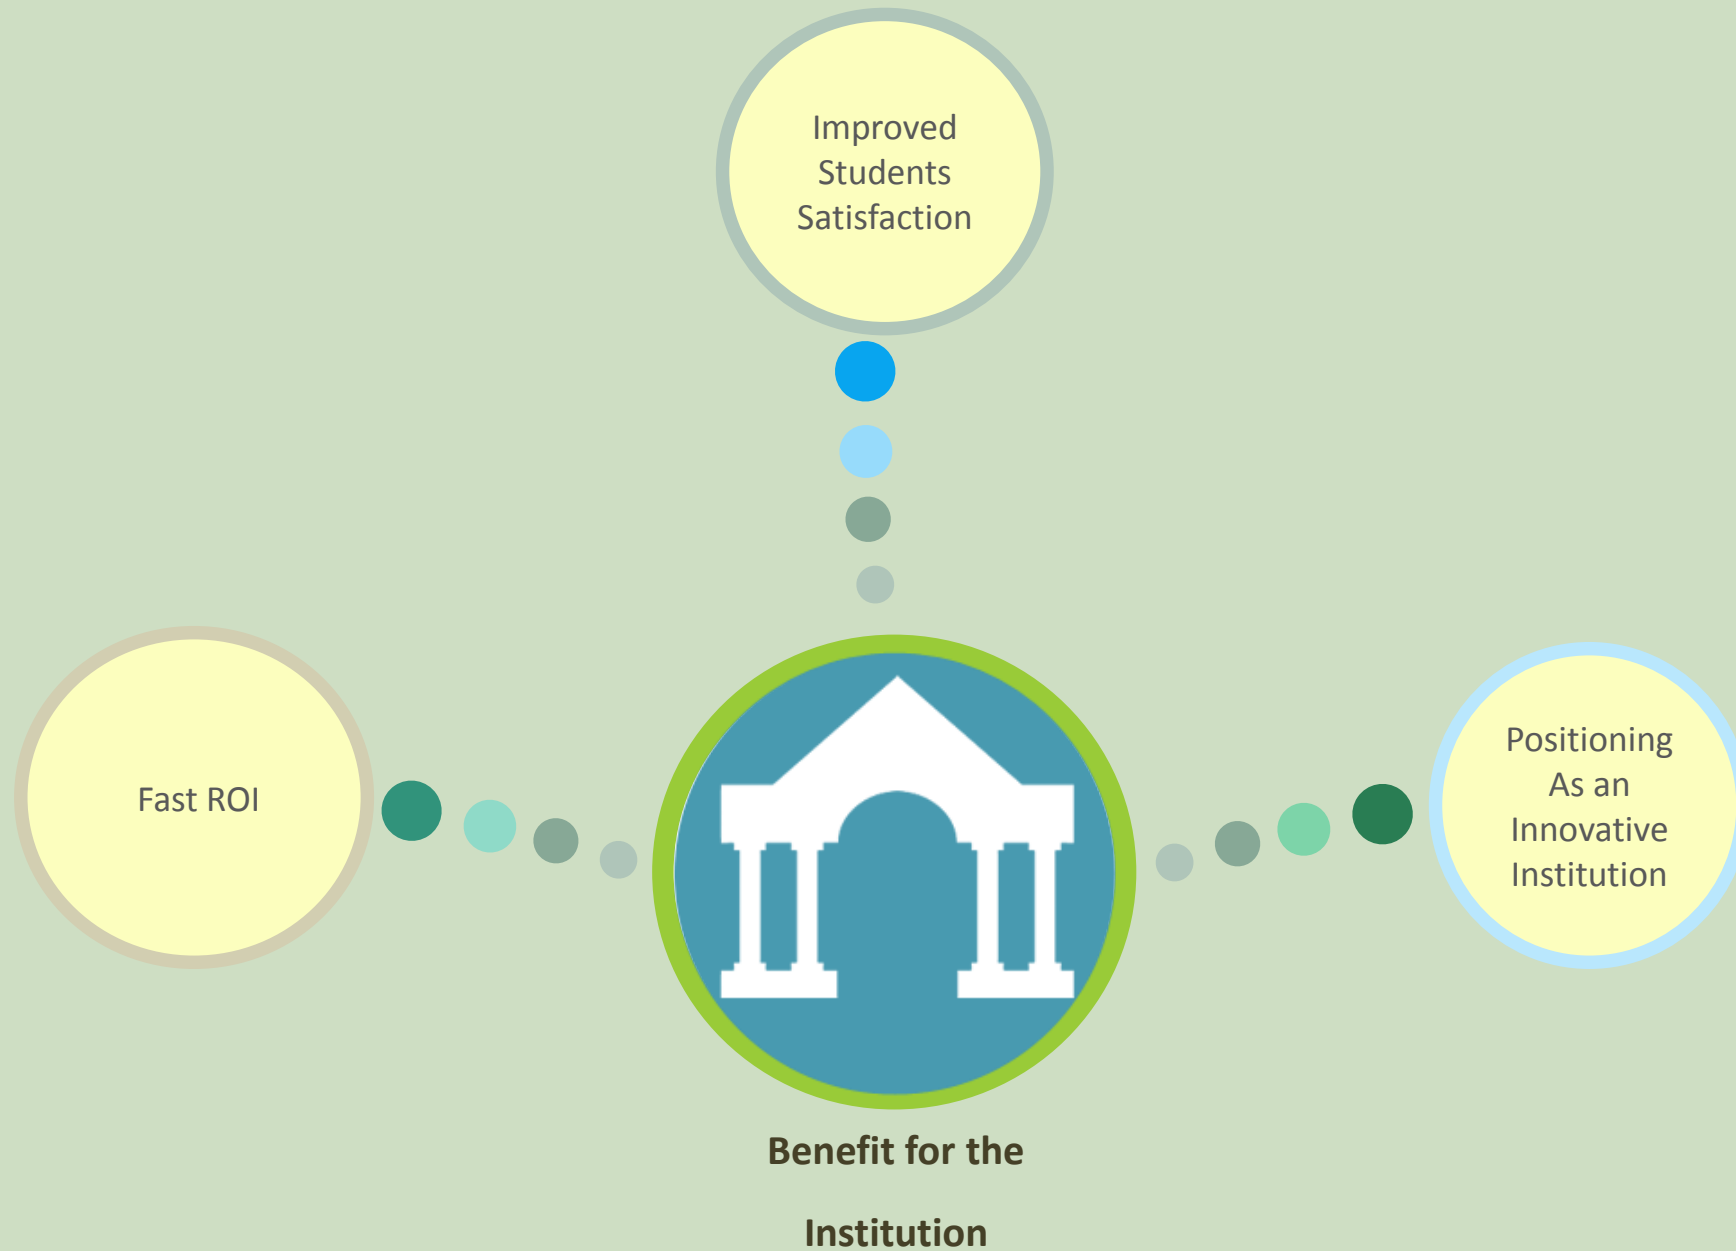 Improved
Students
Satisfaction
Fast ROI
Positioning
As an
Innovative
Institution
Benefit for the
Institution